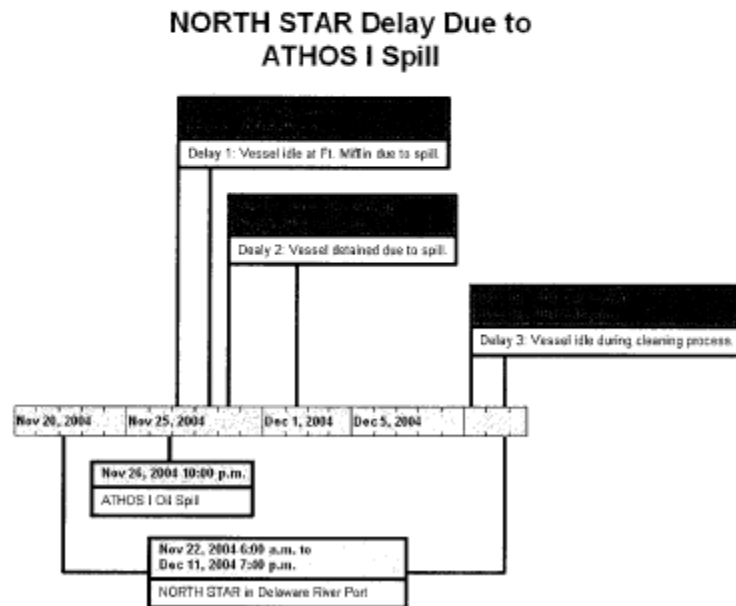 NORTH STAR Delay Due to
ATHOS I Spill
Delay 1: Vessel idle at Ft. Mifflin due to spill.
Dealy 2: Vessel detained due to spill.
Delay 3: Vessel idle during cleaning process.
Nov 20, 2004 Nov 25, 2004 Dec 1, 2004 Dec 5, 2004
Nov 26, 2004 10:00 p.m.
ATHOS I Oil Spill
Nov 22, 2004 6:00 a.m. to
Dec 11, 2004 7:00 p.m.
NORTH STAR in Delaware River Port